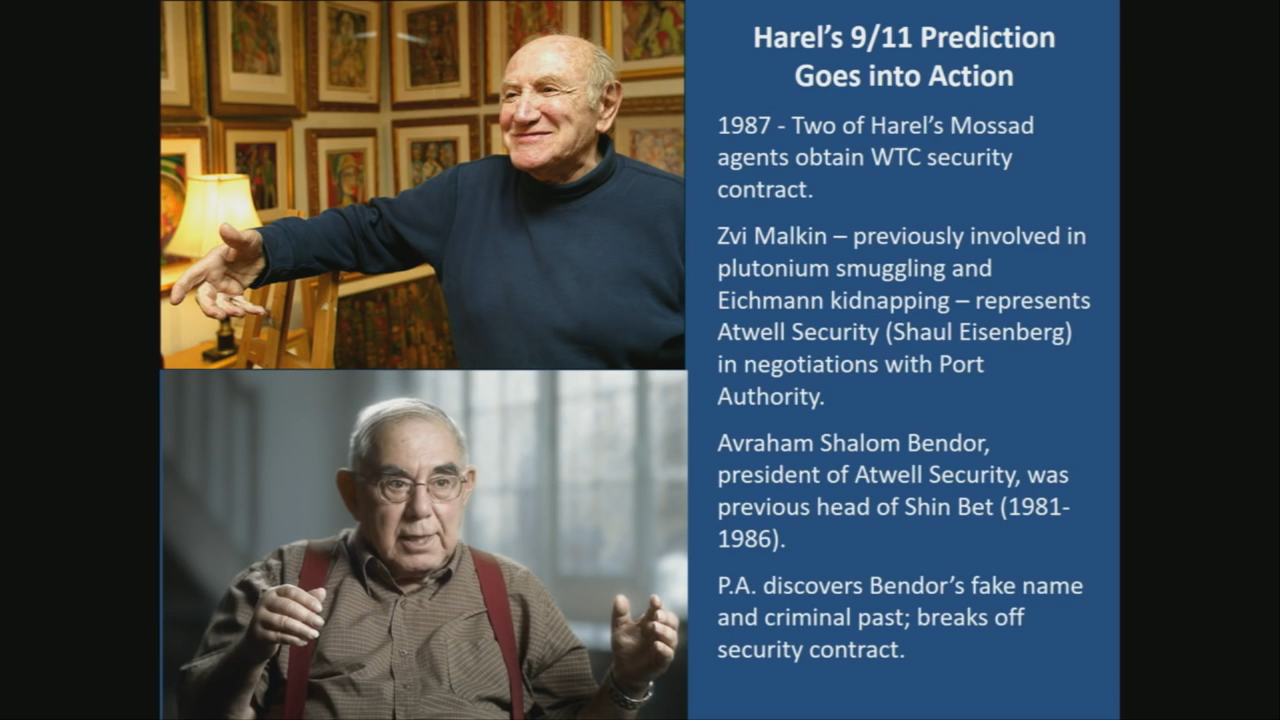 Harel's 9/11 Prediction
Goes into Action
1987 - Two of Harel's Mossad
agents obtain WTC security
contract.
Zvi Malkin – previously involved in
plutonium smuggling and
Eichmann kidnapping – represents
Atwell Security (Shaul Eisenberg)
in negotiations with Port
Authority.
Avraham Shalom Bendor,
president of Atwell Security, was
previous head of Shin Bet (1981-
1986).
P.A. discovers Bendor's fake name
and criminal past; breaks off
security contract.